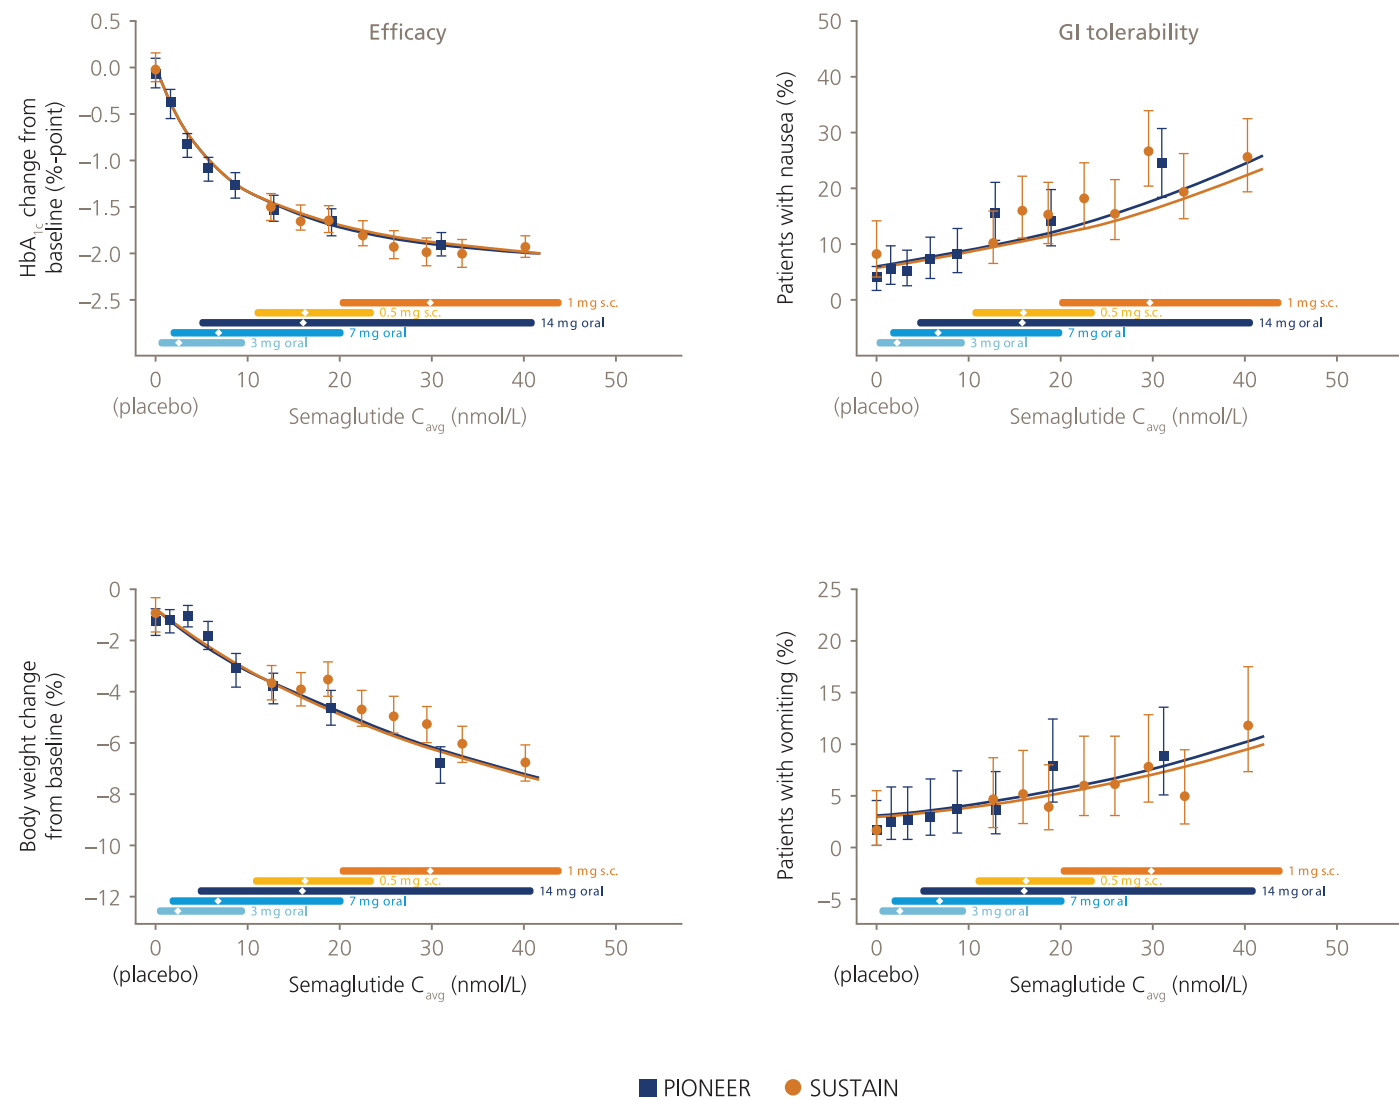 Efficacy
HbA1c change from
baseline (%-point)
0.5
0.0
−0.5
−1.0
−1.5
−2.0
−2.5
1 mg s.c.
0.5 mg s.c.
14 mg oral
7 mg oral
3 mg oral
0 10 20 30 40 50
(placebo) Semaglutide Cavg (nmol/L)
GI tolerability
Patients with nausea (%)
50
40
30
20
10
0
1 mg s.c.
0.5 mg s.c.
14 mg oral
7 mg oral
3 mg oral
0 10 20 30 40 50
(placebo) Semaglutide Cavg (nmol/L)
Body weight change
from baseline (%)
0
−2
−4
−6
−8
−10
−12
1 mg s.c.
0.5 mg s.c.
14 mg oral
7 mg oral
3 mg oral
0 10 20 30 40 50
(placebo) Semaglutide Cavg (nmol/L)
Patients with vomiting (%)
25
20
15
10
5
0
−5
1 mg s.c.
0.5 mg s.c.
14 mg oral
7 mg oral
3 mg oral
0 10 20 30 40 50
(placebo) Semaglutide Cavg (nmol/L)
PIONEER SUSTAIN